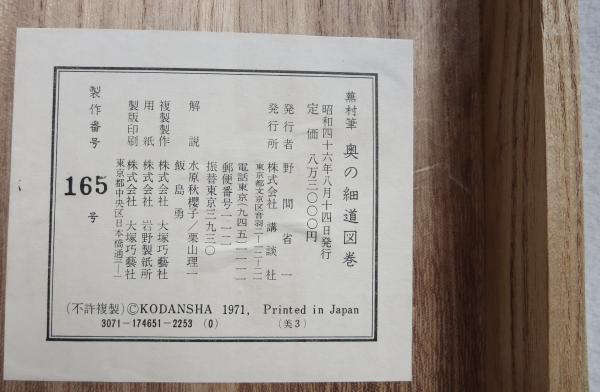 蕪村筆 奥の細道図巻
昭和四十六年八月十四日発行
定価 八万三〇〇〇円
発行者 野間省一
発行所 株式会社 講談社
東京都文京区音羽二―一二―二一
電話東京(九四五)一一一一
郵便番号一一二
振替東京三九三〇
解説 水原秋櫻子/栗山理一
飯島勇
複製製作 株式会社 大塚巧藝社
用紙 株式会社 岩野製紙所
製版印刷 株式会社 大塚巧藝社
東京都中央区日本橋通三―一
製作番号 165 号
(不許複製) ©KODANSHA 1971, Printed in Japan
3071-174651-2253 (0) (美3)